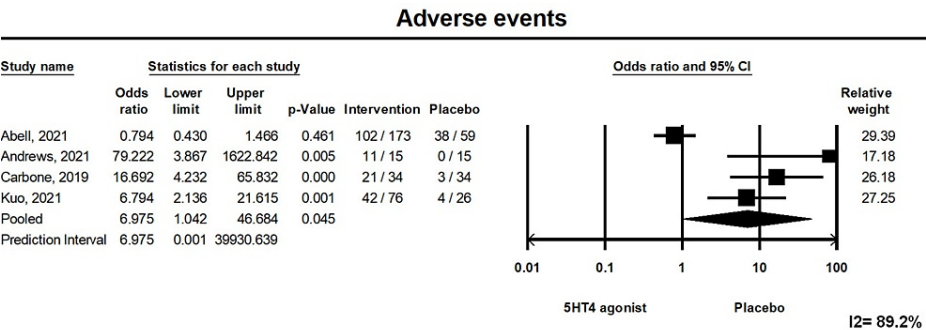 Adverse events
Study name Statistics for each study Odds ratio and 95% CI
Odds ratio Lower limit Upper limit p-Value Intervention Placebo Relative weight
Abell, 2021 0.794 0.430 1.466 0.461 102 / 173 38 / 59 29.39
Andrews, 2021 79.222 3.867 1622.842 0.005 11 / 15 0 / 15 17.18
Carbone, 2019 16.692 4.232 65.832 0.000 21 / 34 3 / 34 26.18
Kuo, 2021 6.794 2.136 21.615 0.001 42 / 76 4 / 26 27.25
Pooled 6.975 1.042 46.684 0.045
Prediction Interval 6.975 0.001 39930.639
0.01 0.1 1 10 100
5HT4 agonist Placebo
I2= 89.2%